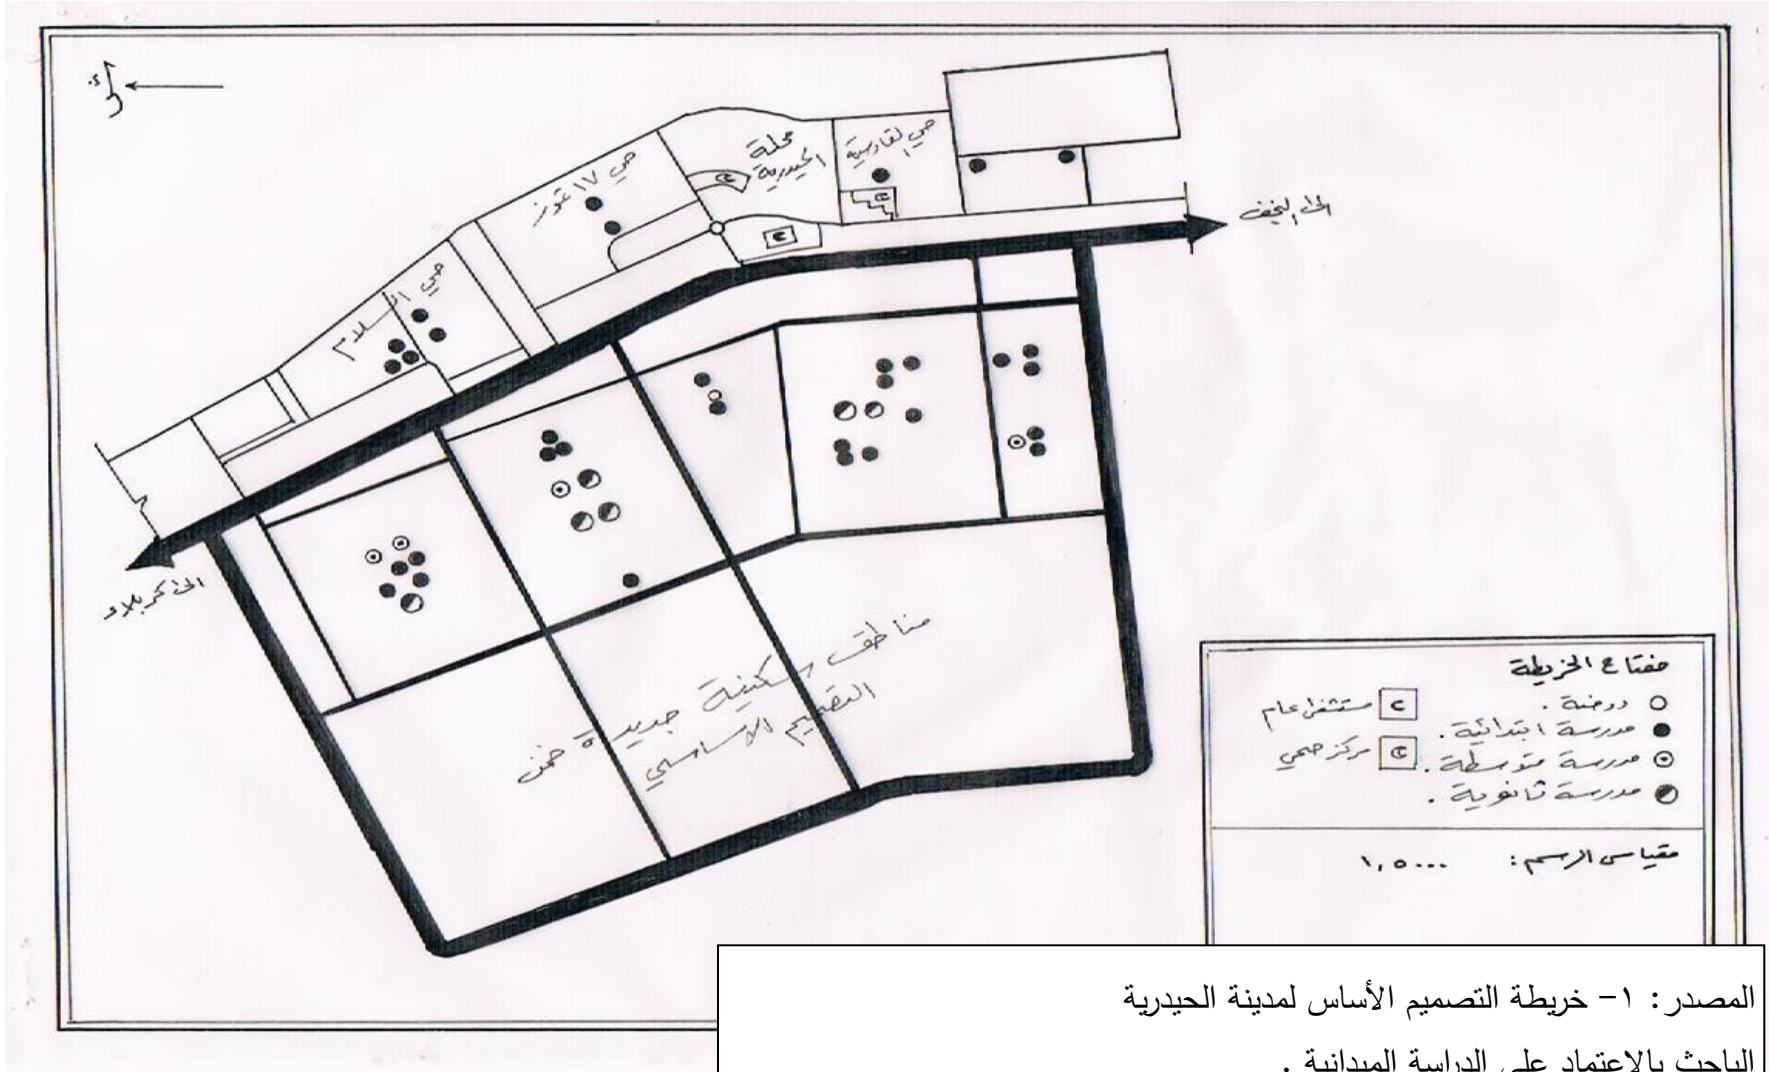 ش
محلة
الحيدرية
حي القادسية
حي ١٧ تموز
حي السلام
الى النجف
الى كربلاء
مناطق سكنية جديدة ضمن
التصميم الاساسي
مفتاح الخريطة
روضة .
مدرسة ابتدائية .
مدرسة متوسطة .
مدرسة ثانوية .
مستشفى عام
مركز صحي
مقياس الرسم : ١,٥٠٠٠
المصدر : ١- خريطة التصميم الأساس لمدينة الحيدرية
الباحث بالاعتماد على الدراسة الميدانية .